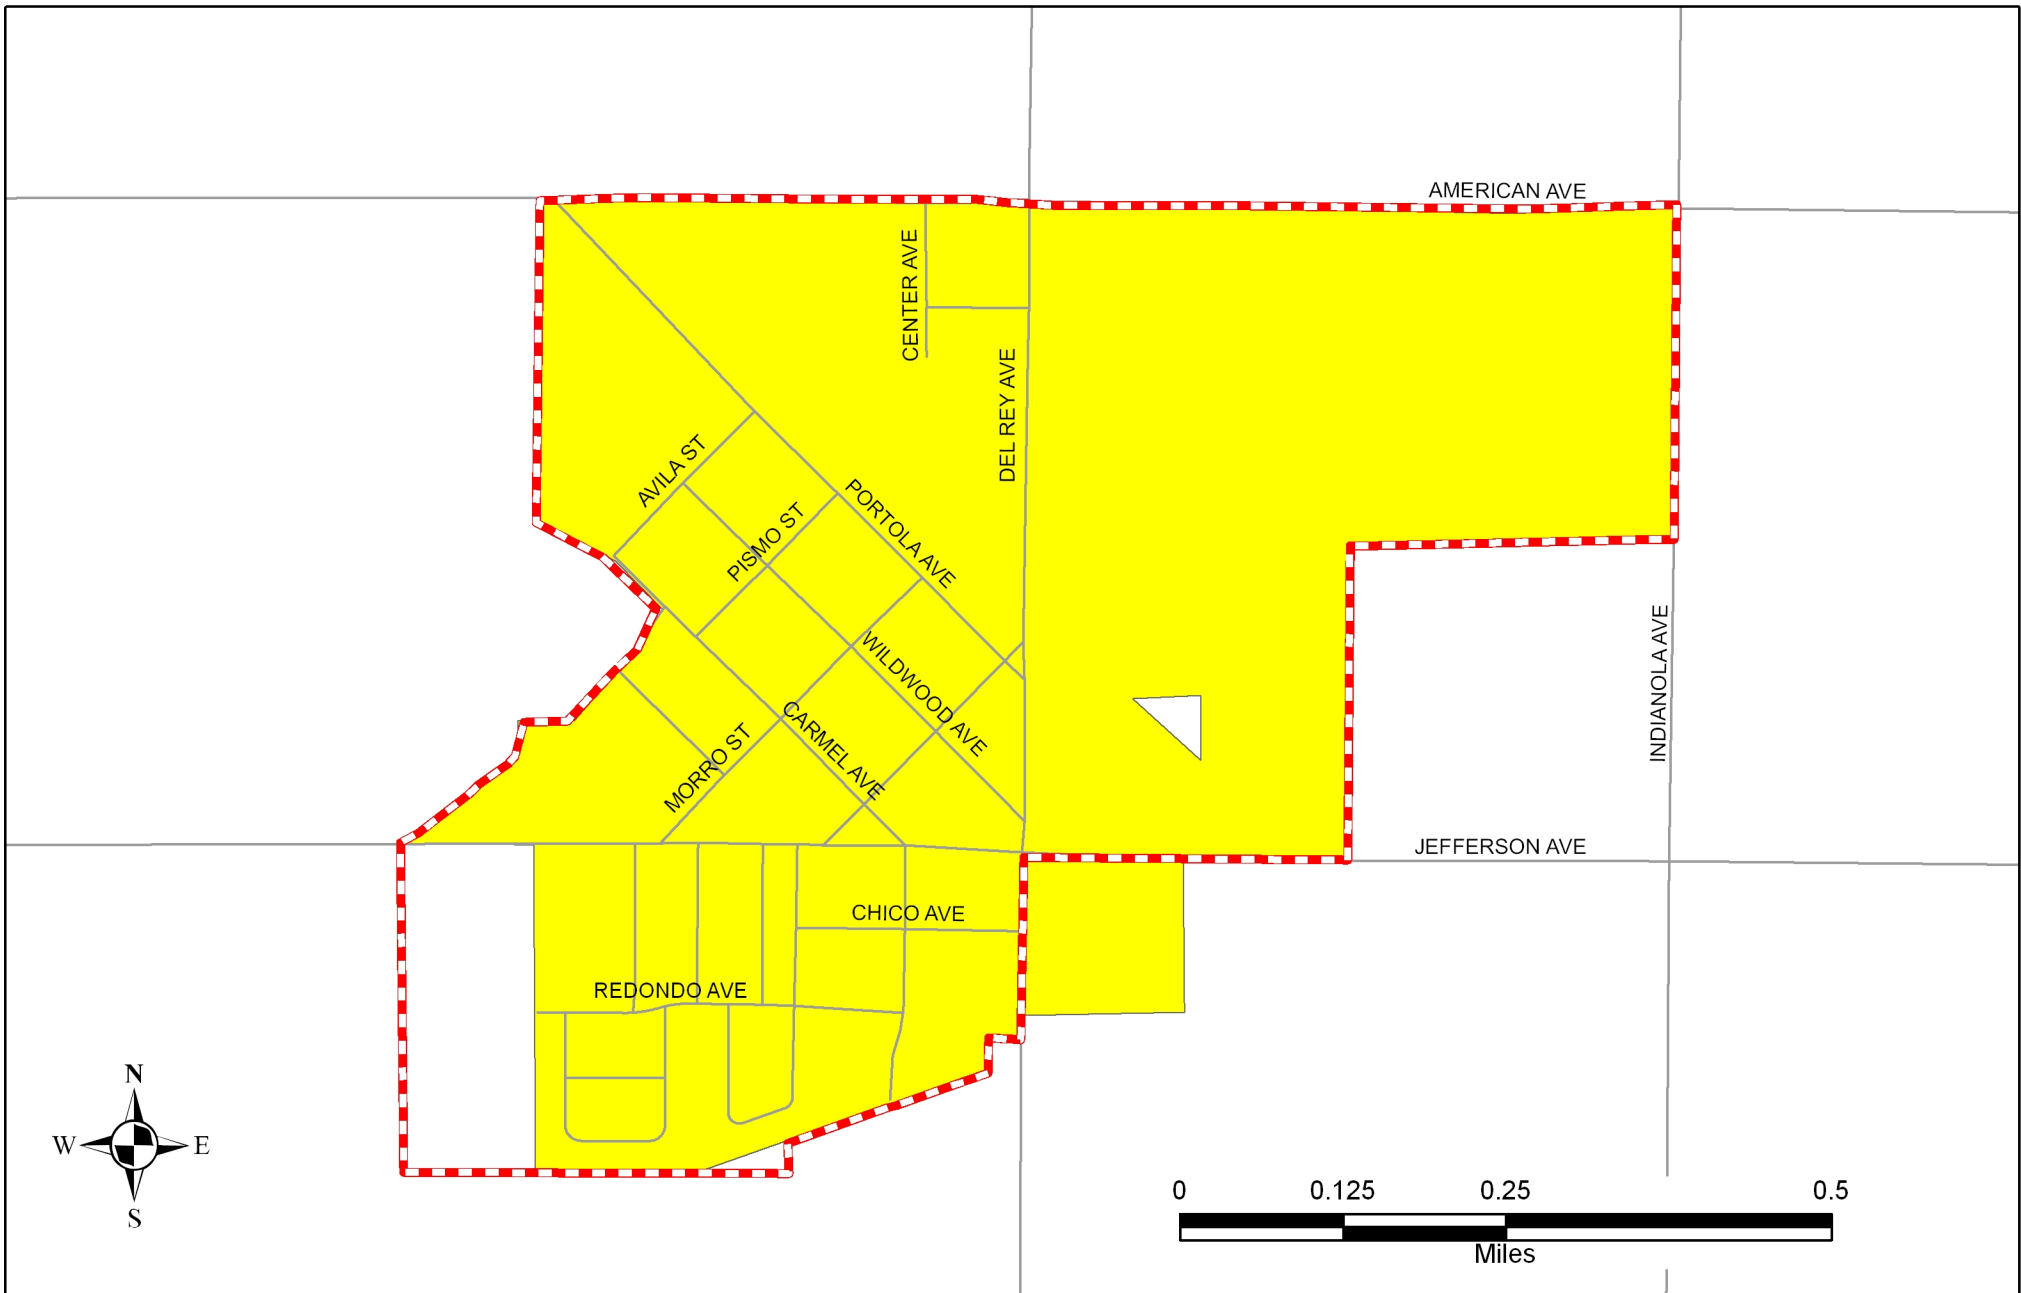 AMERICAN AVE
CENTER AVE
DEL REY AVE
AVILA ST
PISMO ST
PORTOLA AVE
WILDWOOD AVE
CARMEL AVE
MORRO ST
INDIANOLA AVE
JEFFERSON AVE
CHICO AVE
REDONDO AVE
N
W E
S
0 0.125 0.25 0.5
Miles